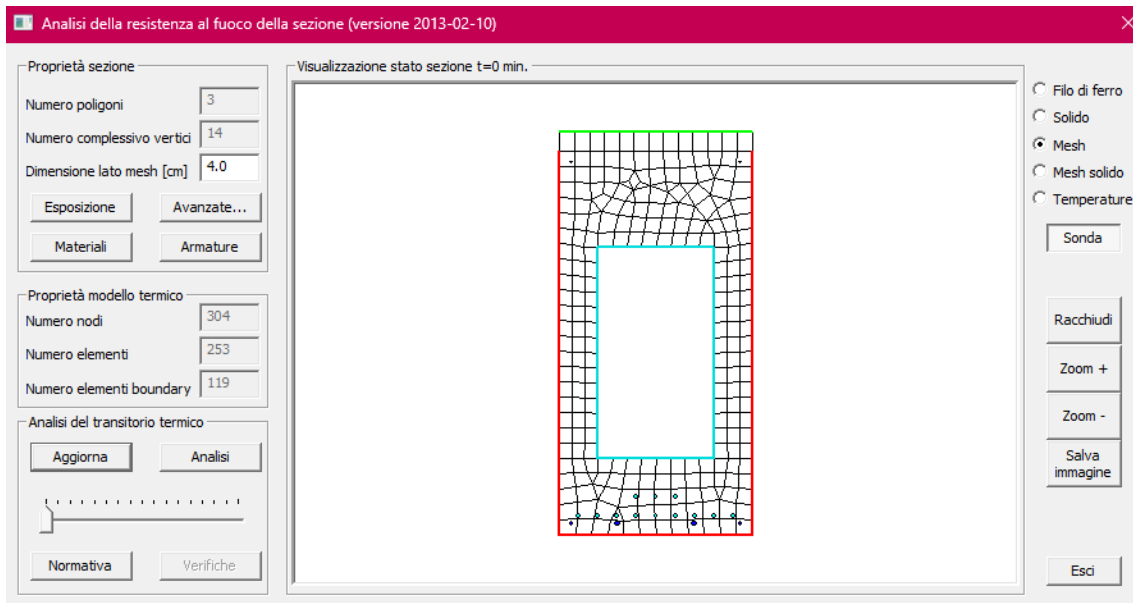 Analisi della resistenza al fuoco della sezione (versione 2013-02-10)
Proprietà sezione
Numero poligoni 3
Numero complessivo vertici 14
Dimensione lato mesh [cm] 4.0
Esposizione Avanzate...
Materiali Armature
Proprietà modello termico
Numero nodi 304
Numero elementi 253
Numero elementi boundary 119
Analisi del transitorio termico
Aggiorna Analisi
Normativa Verifiche
Visualizzazione stato sezione t=0 min.
Filo di ferro
Solido
Mesh
Mesh solido
Temperature
Sonda
Racchiudi
Zoom +
Zoom -
Salva
immagine
Esci